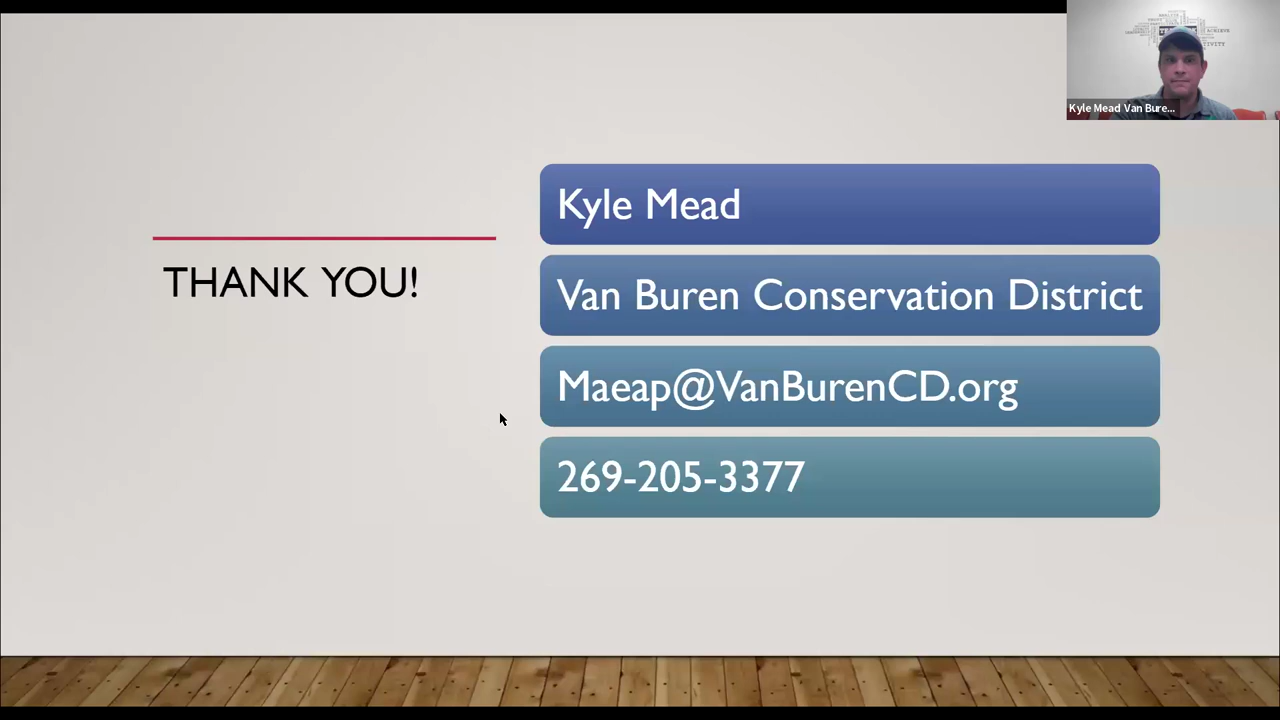 THANK YOU!
Kyle Mead
Van Buren Conservation District
Maeap@VanBurenCD.org
269-205-3377
Kyle Mead Van Bure...